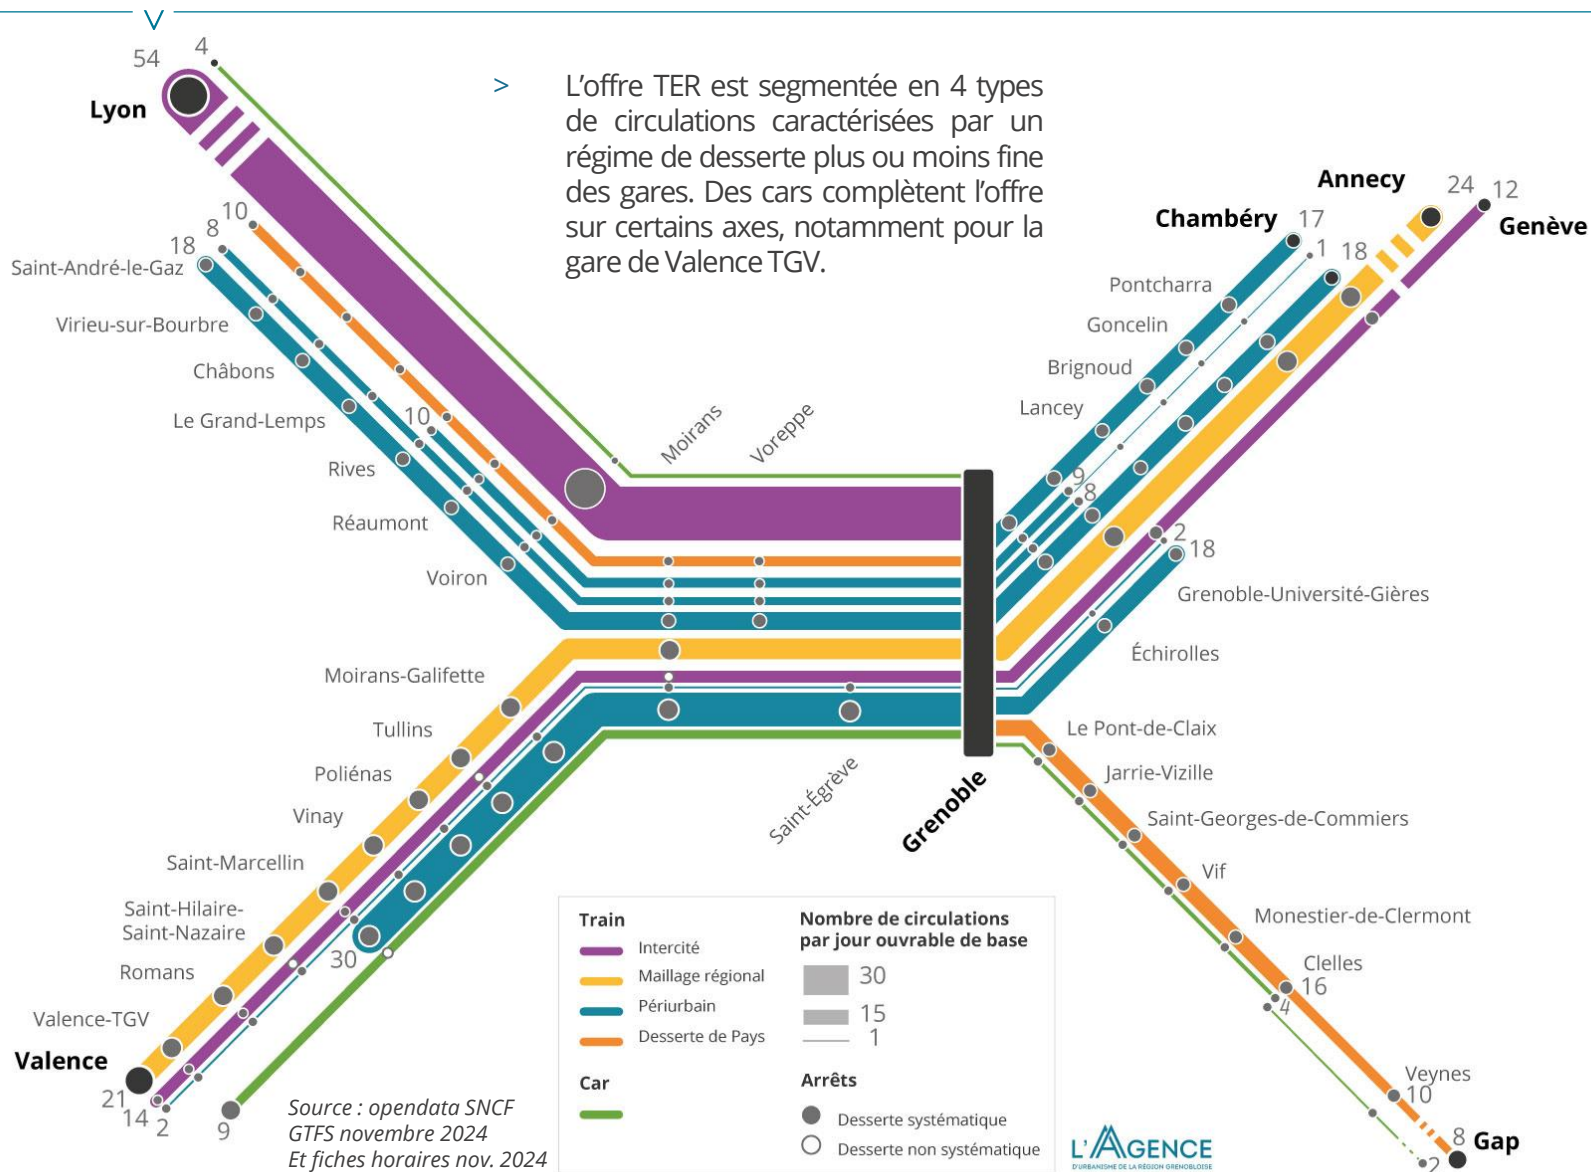 > L'offre TER est segmentée en 4 types
de circulations caractérisées par un
régime de desserte plus ou moins fine
des gares. Des cars complètent l'offre
sur certains axes, notamment pour la
gare de Valence TGV.
54
4
Lyon
10
8
18
Saint-André-le-Gaz
Virieu-sur-Bourbre
Châbons
Le Grand-Lemps
10
Rives
Réaumont
Voiron
Moirans
Voreppe
Annecy
24
12
Genève
Chambéry
17
1
18
Pontcharra
Goncelin
Brignoud
Lancey
9
8
2
18
Grenoble-Université-Gières
Échirolles
Moirans-Galifette
Tullins
Poliénas
Vinay
Saint-Marcellin
Saint-Hilaire-
Saint-Nazaire
Romans
Valence-TGV
Valence
21
14
2
9
30
Saint-Égrève
Grenoble
Le Pont-de-Claix
Jarrie-Vizille
Saint-Georges-de-Commiers
Vif
Monestier-de-Clermont
Clelles
16
4
Veynes
10
8
Gap
2
Train
Intercité
Maillage régional
Périurbain
Desserte de Pays
Car
Nombre de circulations
par jour ouvrable de base
30
15
1
Arrêts
Desserte systématique
Desserte non systématique
Source : opendata SNCF
GTFS novembre 2024
Et fiches horaires nov. 2024
L'AGENCE
D'URBANISME DE LA RÉGION GRENOBLOISE